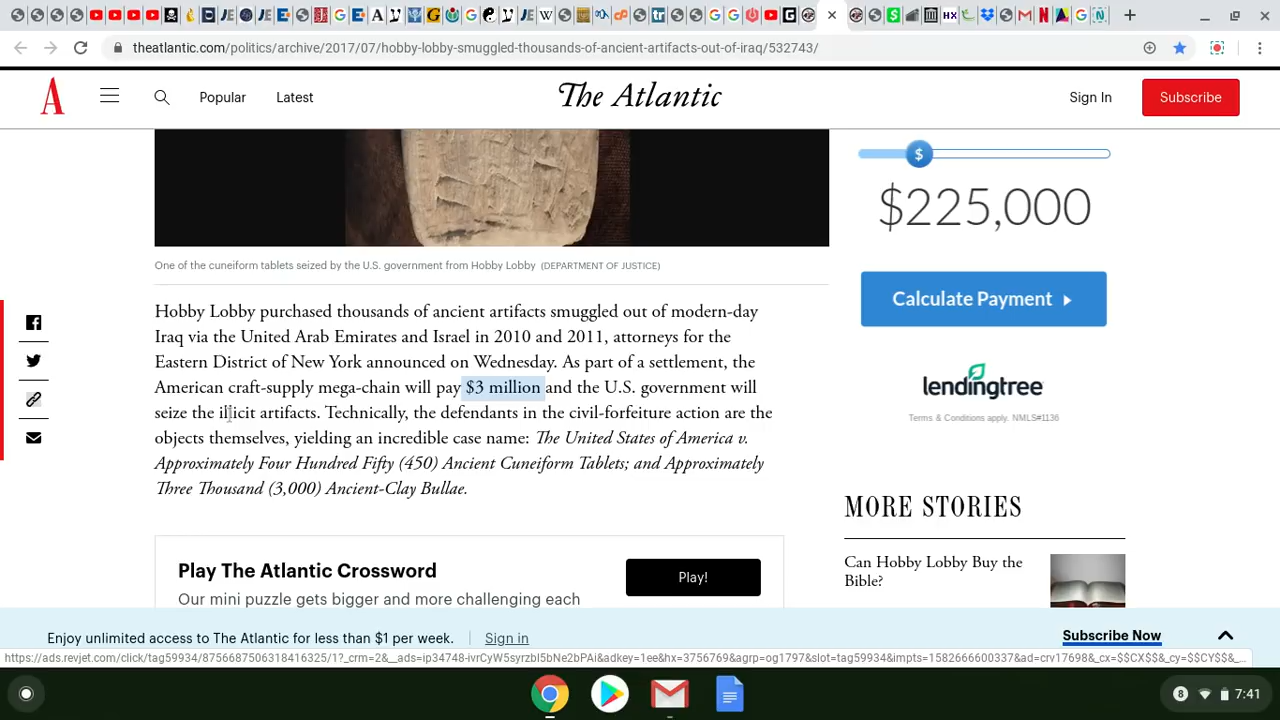 theatlantic.com/politics/archive/2017/07/hobby-lobby-smuggled-thousands-of-ancient-artifacts-out-of-iraq/532743/
A
Popular
Latest
The Atlantic
Sign In
Subscribe
$
$225,000
Calculate Payment
lendingtree
Terms & Conditions apply. NMLS#1136
One of the cuneiform tablets seized by the U.S. government from Hobby Lobby (DEPARTMENT OF JUSTICE)
Hobby Lobby purchased thousands of ancient artifacts smuggled out of modern-day
Iraq via the United Arab Emirates and Israel in 2010 and 2011, attorneys for the
Eastern District of New York announced on Wednesday. As part of a settlement, the
American craft-supply mega-chain will pay $3 million and the U.S. government will
seize the illicit artifacts. Technically, the defendants in the civil-forfeiture action are the
objects themselves, yielding an incredible case name: The United States of America v.
Approximately Four Hundred Fifty (450) Ancient Cuneiform Tablets; and Approximately
Three Thousand (3,000) Ancient-Clay Bullae.
MORE STORIES
Can Hobby Lobby Buy the
Bible?
Play The Atlantic Crossword
Our mini puzzle gets bigger and more challenging each
Play!
Enjoy unlimited access to The Atlantic for less than $1 per week.
Sign in
Subscribe Now
8
7:41